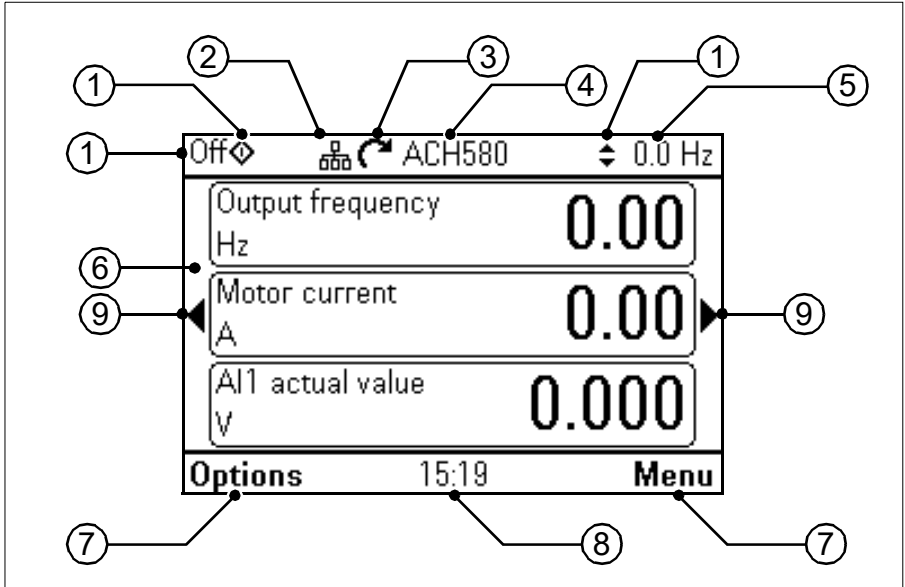 2 3 1
1 4 5
1 Off ACH580 0.0 Hz
Output frequency 0.00
Hz
6
Motor current 0.00
9 9
A
AI1 actual value 0.000
V
Options 15:19 Menu
7 8 7